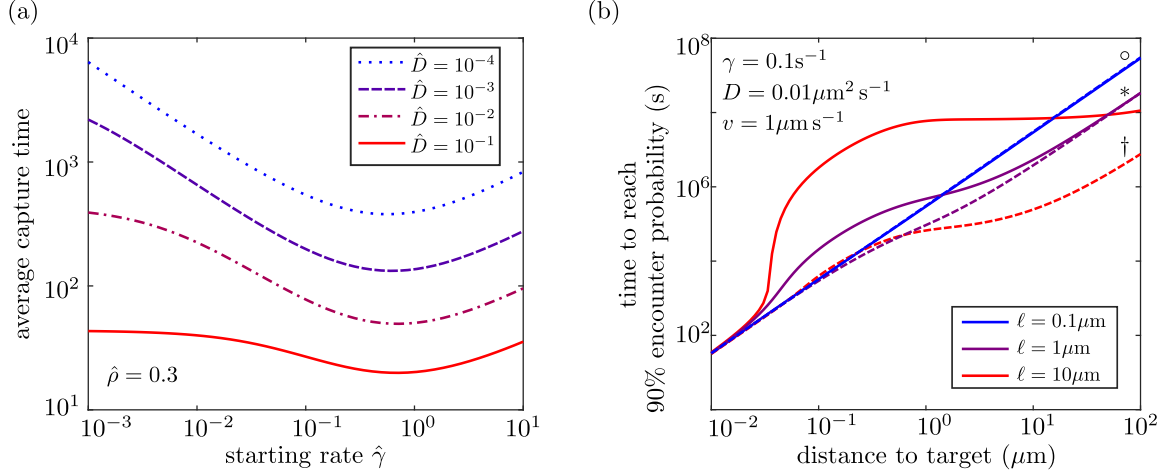 (a)
average capture time
10^4
10^3
10^2
10^1
D̂ = 10^-4
D̂ = 10^-3
D̂ = 10^-2
D̂ = 10^-1
ρ̂ = 0.3
10^-3
10^-2
10^-1
10^0
10^1
starting rate γ̂
(b)
time to reach
90% encounter probability (s)
10^8
10^6
10^2
γ = 0.1s^-1
D = 0.01μm^2 s^-1
v = 1μm s^-1
∘
*
†
ℓ = 0.1μm
ℓ = 1μm
ℓ = 10μm
10^-2
10^-1
10^0
10^1
10^2
distance to target (μm)